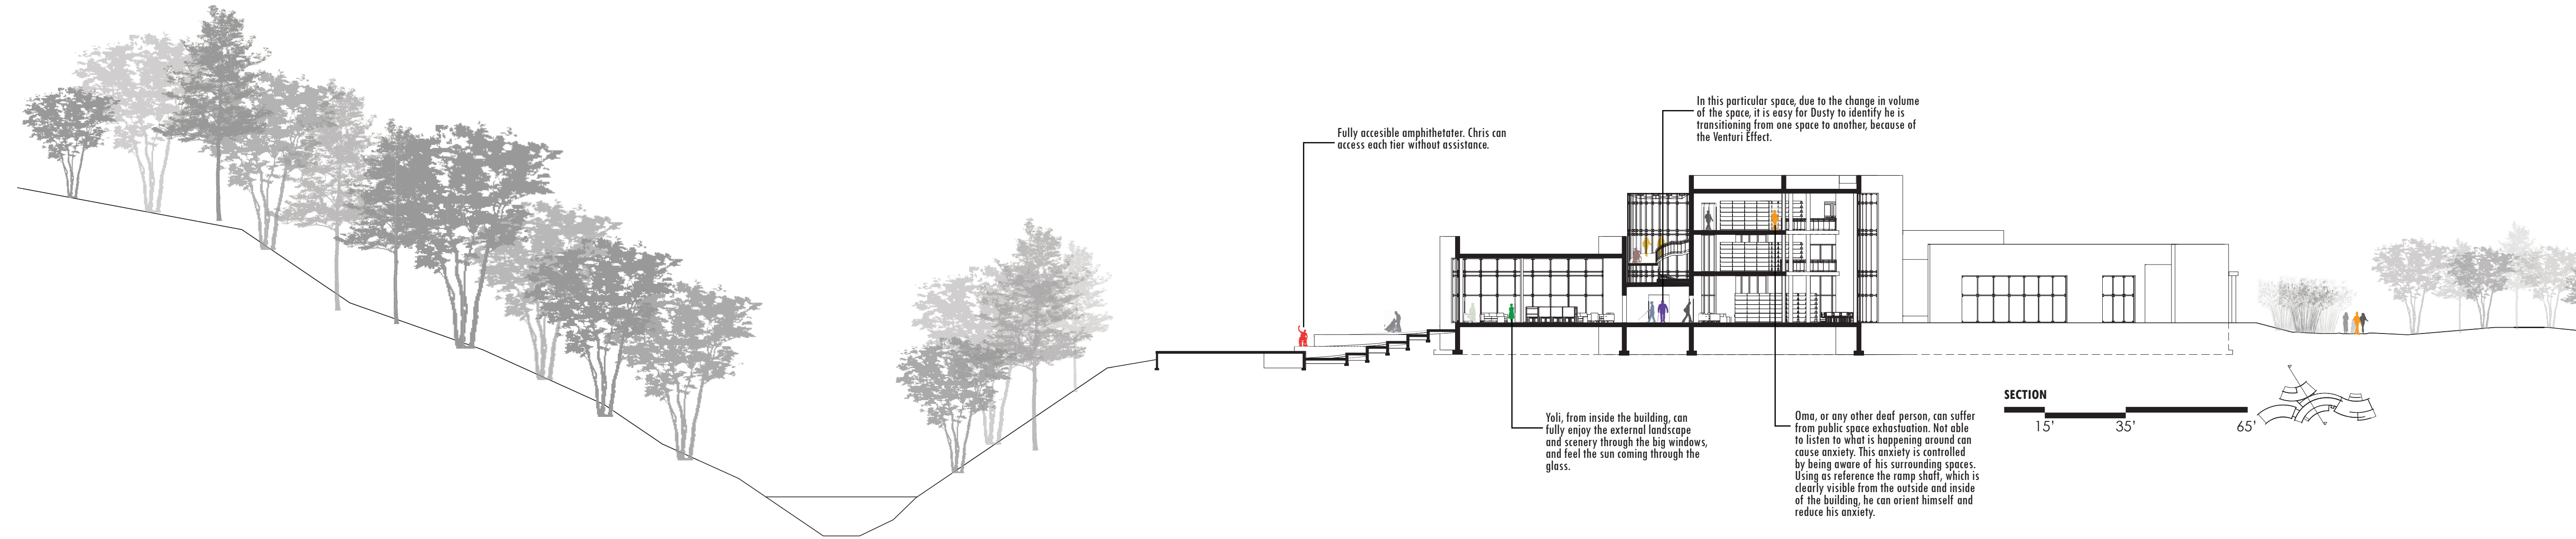 Fully accesible amphithetater. Chris can
access each tier without assistance.
In this particular space, due to the change in volume
of the space, it is easy for Dusty to identify he is
transitioning from one space to another, because of
the Venturi Effect.
Yoli, from inside the building, can
fully enjoy the external landscape
and scenery through the big windows,
and feel the sun coming through the
glass.
Oma, or any other deaf person, can suffer
from public space exhastuation. Not able
to listen to what is happening around can
cause anxiety. This anxiety is controlled
by being aware of his surrounding spaces.
Using as reference the ramp shaft, which is
clearly visible from the outside and inside
of the building, he can orient himself and
reduce his anxiety.
SECTION
15' 35' 65'